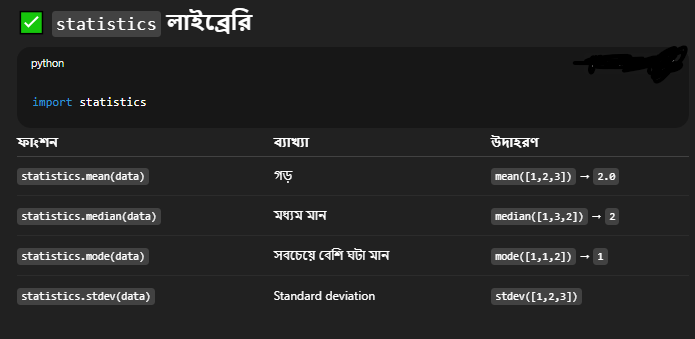 ✅ statistics লাইব্রেরি
python
import statistics
ফাংশন ব্যাখ্যা উদাহরণ
statistics.mean(data) গড় mean([1,2,3]) → 2.0
statistics.median(data) মধ্যম মান median([1,3,2]) → 2
statistics.mode(data) সবচেয়ে বেশি ঘটা মান mode([1,1,2]) → 1
statistics.stdev(data) Standard deviation stdev([1,2,3])